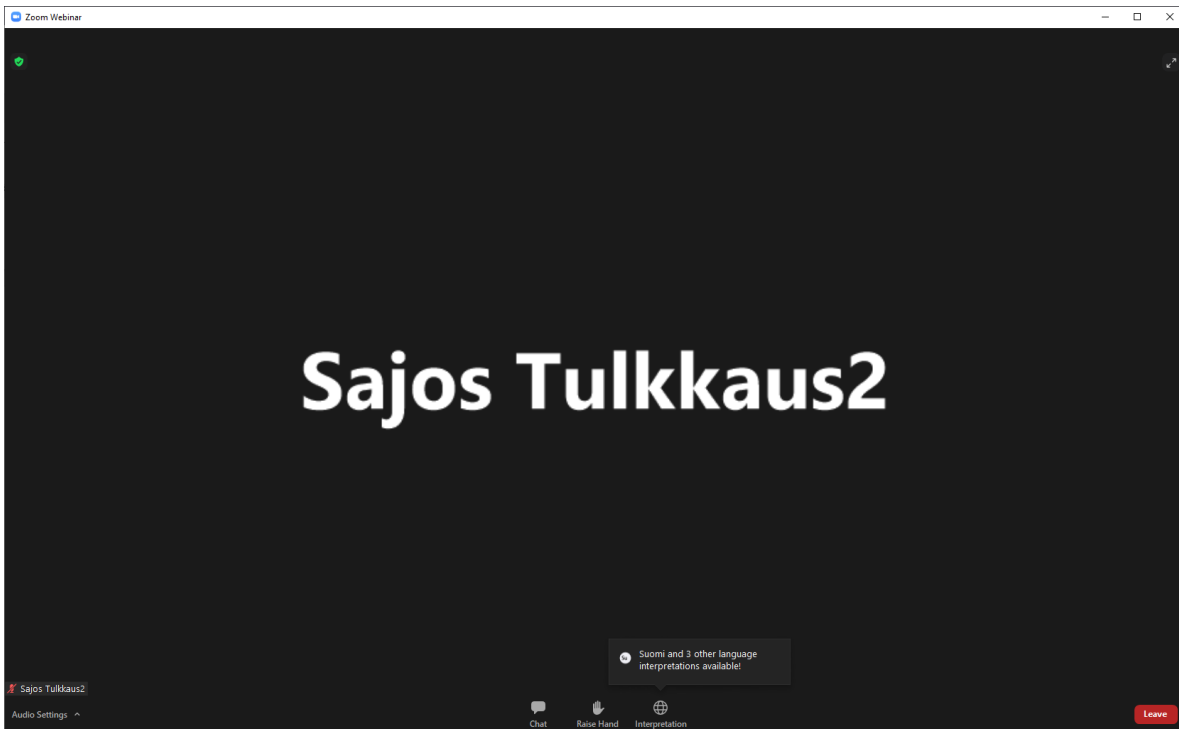 Zoom Webinar
Sajos Tulkkaus2
Suomi and 3 other language
interpretations available!
Sajos Tulkkaus2
Audio Settings
Chat
Raise Hand
Interpretation
Leave